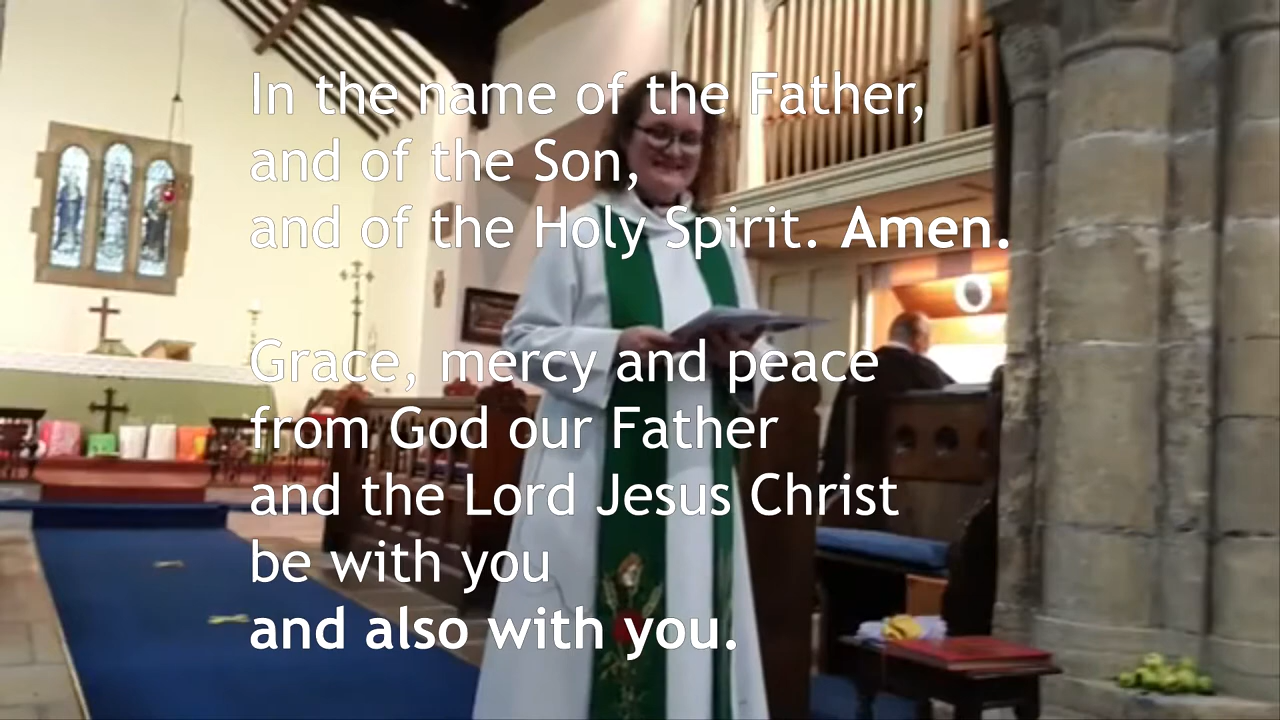 In the name of the Father,
and of the Son,
and of the Holy Spirit. Amen.
Grace, mercy and peace
from God our Father
and the Lord Jesus Christ
be with you
and also with you.